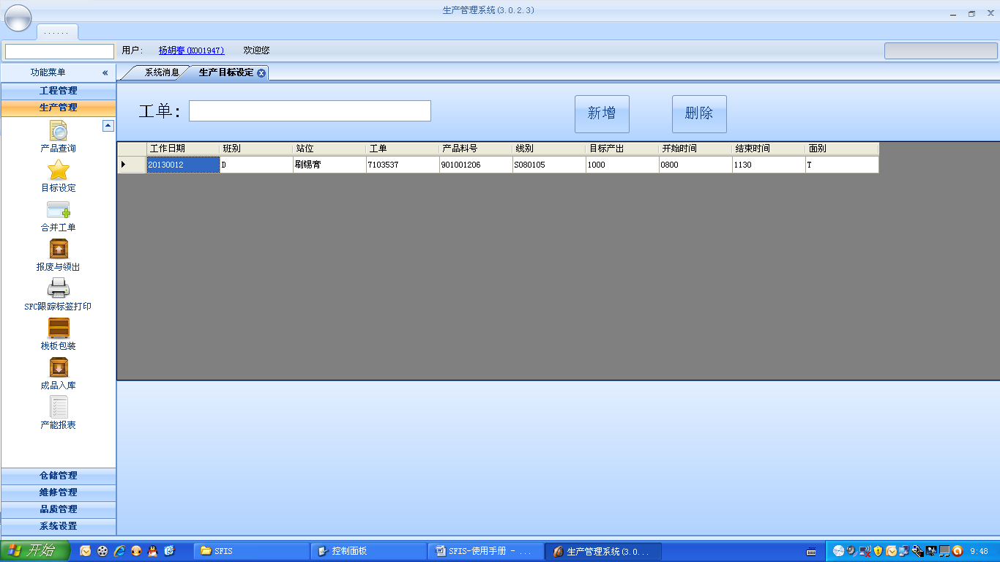 生产管理系统(3.0.2.3)
......
用户: 杨胡春(K001947) 欢迎您
功能菜单 «
系统消息 生产目标设定
工程管理
生产管理
产品查询
目标设定
合并工单
报废与领出
SFC跟踪标签打印
栈板包装
成品入库
产能报表
仓储管理
维修管理
品质管理
系统设置
工单: 新增 删除
工作日期 班别 站位 工单 产品料号 线别 目标产出 开始时间 结束时间 面别
20130012 D 刷锡膏 7103537 901001206 S080105 1000 0800 1130 T
开始 SFIS 控制面板 SFIS-使用手册 - ... 生产管理系统(3.0... 9:48